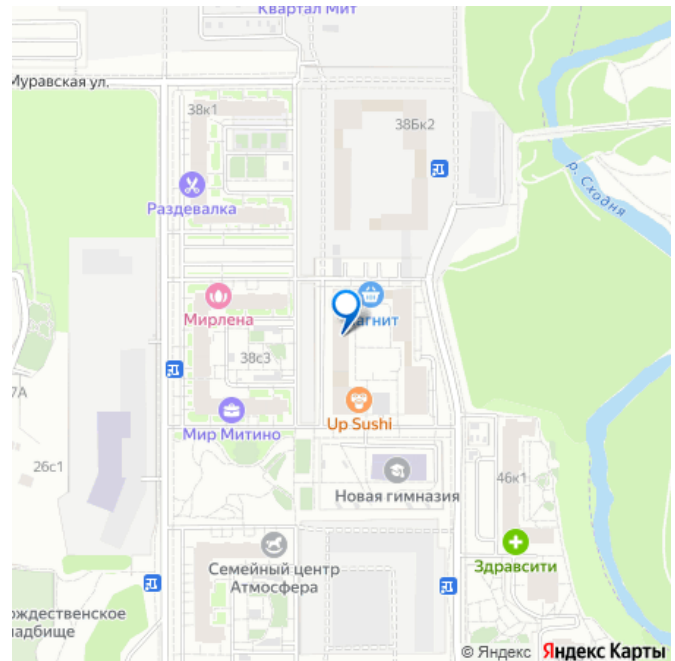 Квартал Мит
Муравская ул.
38к1
38Бк2
Раздевалка
р. Сходня
Мирлена
агнит
38с3
7А
Up Sushi
Мир Митино
26с1
Новая гимназия
46к1
Семейный центр
Атмосфера
Здравсити
ождественское
адбище
© Яндекс Яндекс Карты